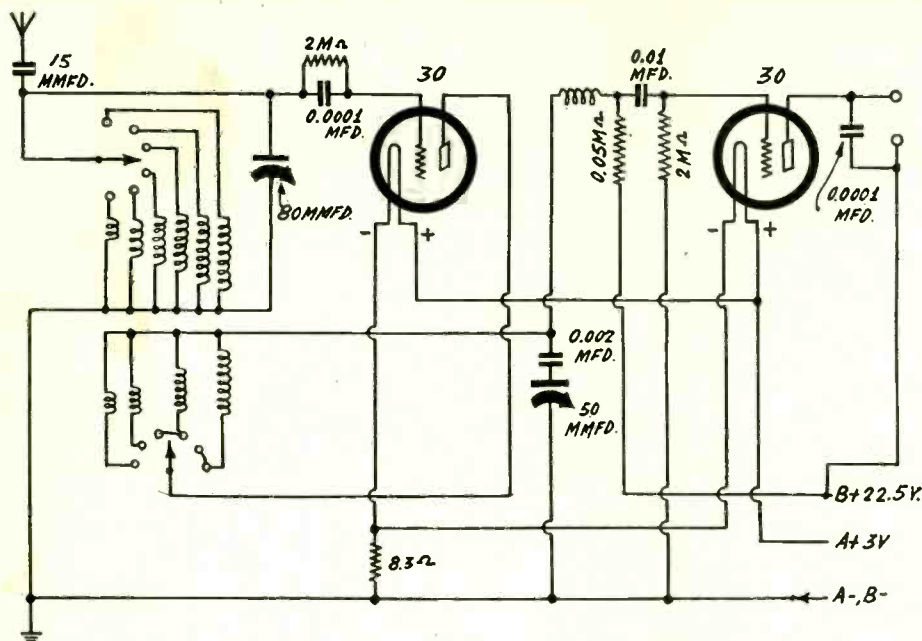 15
MMFD.
2MΩ
0.0001
MFD.
30
80MMFD.
- +
0.01
MFD.
30
0.05MΩ
2MΩ
0.0001
MFD.
- +
0.002
MFD.
50
MMFD.
B+22.5V.
A+3V
8.3Ω
A-,B-